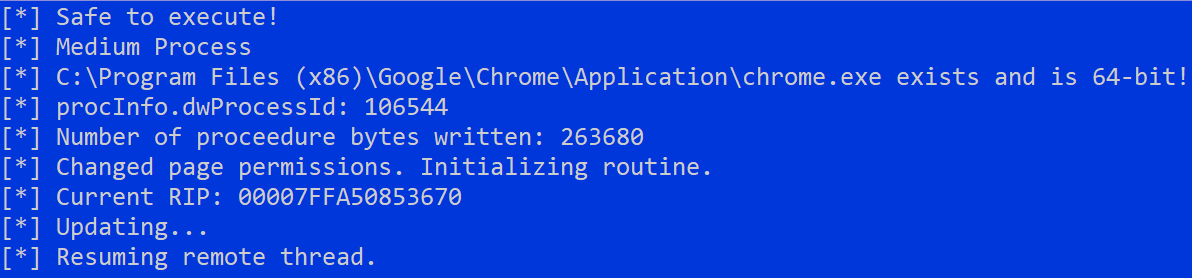 [*] Safe to execute!
[*] Medium Process
[*] C:\Program Files (x86)\Google\Chrome\Application\chrome.exe exists and is 64-bit!
[*] procInfo.dwProcessId: 106544
[*] Number of proceedure bytes written: 263680
[*] Changed page permissions. Initializing routine.
[*] Current RIP: 00007FFA50853670
[*] Updating...
[*] Resuming remote thread.